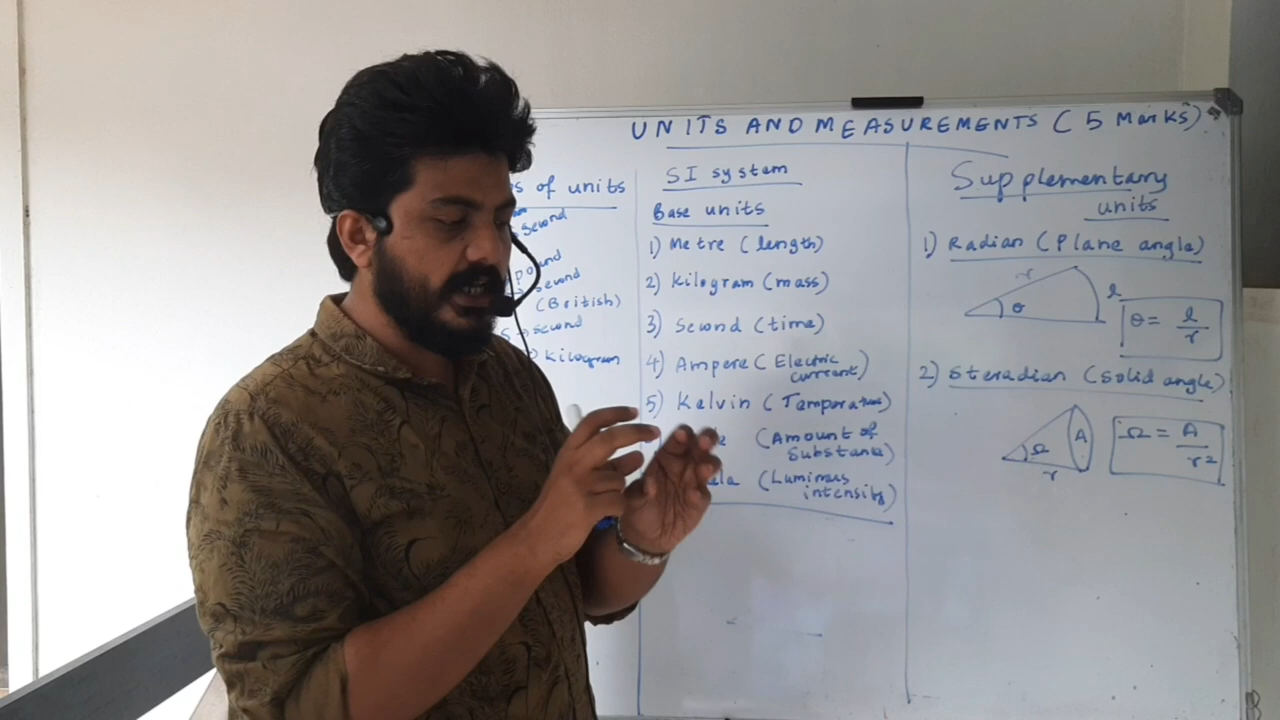 UNITS AND MEASUREMENTS (5 Marks)
of units
second
pound
second
(British)
S → second
→ kilogram
SI system
Base units
1) Metre (length)
2) Kilogram (mass)
3) Second (time)
4) Ampere (Electric
current)
5) Kelvin (Temperature)
(Amount of
Substance)
(Luminous
intensity)
Supplementary
units
1) Radian (Plane angle)
r
θ
l
θ = l/r
2) Steradian (Solid angle)
Ω
A
r
Ω = A/r²